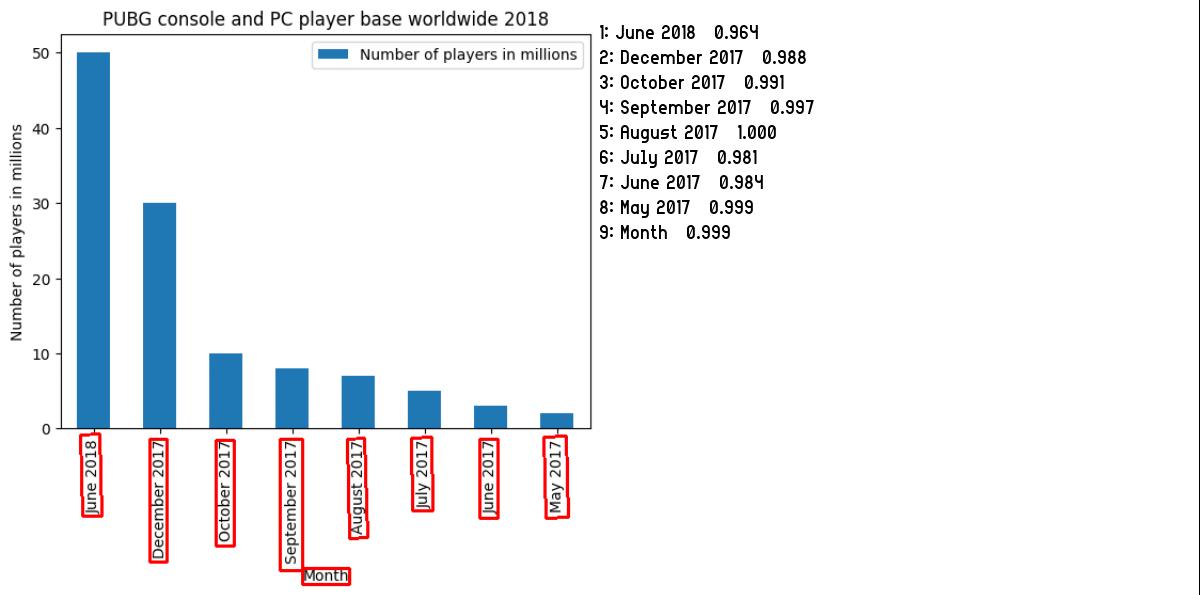 PUBG console and PC player base worldwide 2018
Number of players in millions
Number of players in millions
50
40
30
20
10
0
June 2018
December 2017
October 2017
September 2017
August 2017
July 2017
June 2017
May 2017
Month
1: June 2018 0.964
2: December 2017 0.988
3: October 2017 0.991
4: September 2017 0.997
5: August 2017 1.000
6: July 2017 0.981
7: June 2017 0.984
8: May 2017 0.999
9: Month 0.999